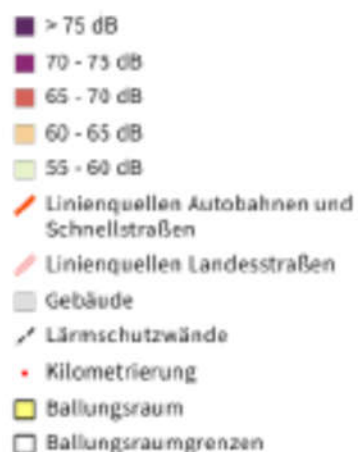 > 75 dB
70 - 75 dB
65 - 70 dB
60 - 65 dB
55 - 60 dB
Linienquellen Autobahnen und
Schnellstraßen
Linienquellen Landesstraßen
Gebäude
Lärmschutzwände
Kilometrierung
Ballungsraum
Ballungsraumgrenzen